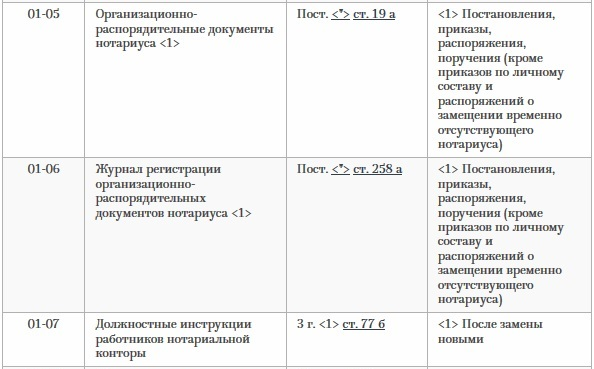 01-05
Организационно-
распорядительные документы
нотариуса <1>
Пост. <*> ст. 19 а
<1> Постановления,
приказы,
распоряжения,
поручения (кроме
приказов по личному
составу и
распоряжений о
замещении временно
отсутствующего
нотариуса)
01-06
Журнал регистрации
организационно-
распорядительных
документов нотариуса <1>
Пост. <*> ст. 258 а
<1> Постановления,
приказы,
распоряжения,
поручения (кроме
приказов по личному
составу и
распоряжений о
замещении временно
отсутствующего
нотариуса)
01-07
Должностные инструкции
работников нотариальной
конторы
3 г. <1> ст. 77 б
<1> После замены
новыми